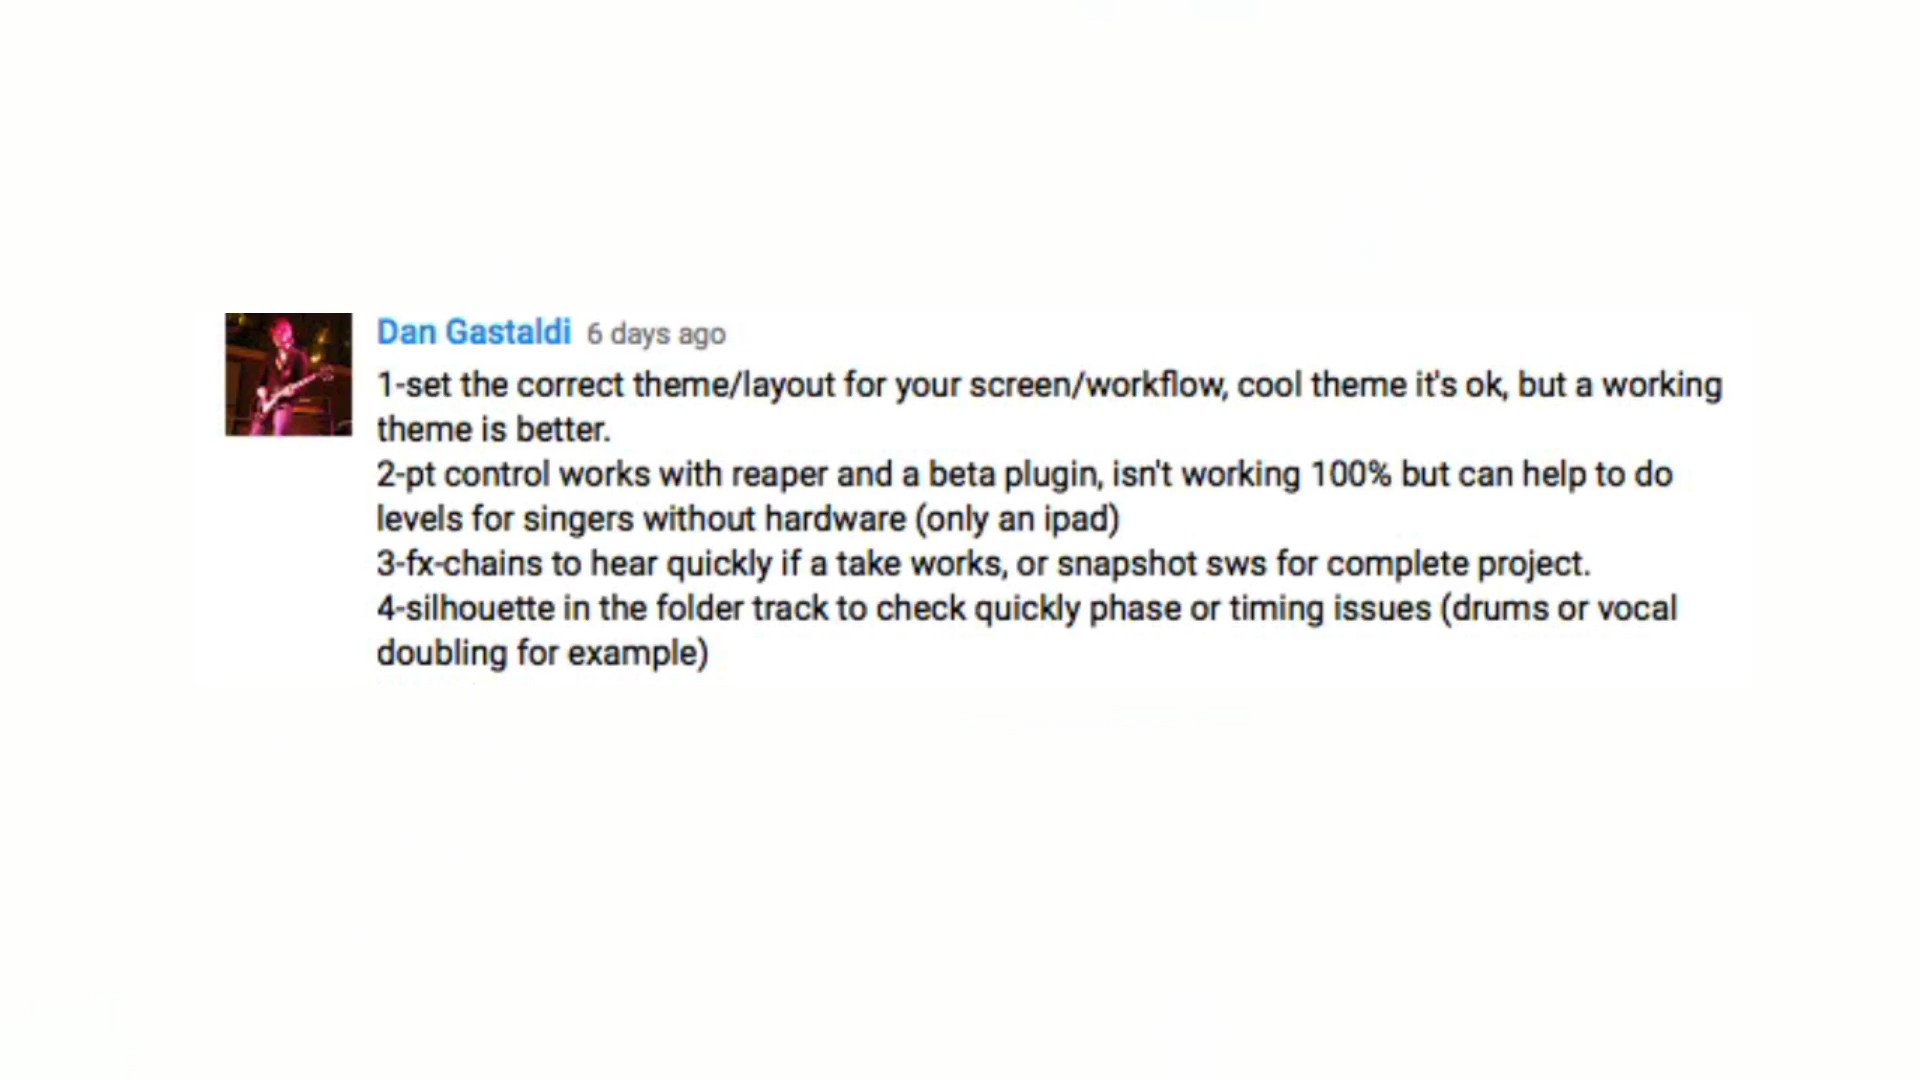 Dan Gastaldi 6 days ago
1-set the correct theme/layout for your screen/workflow, cool theme it's ok, but a working
theme is better.
2-pt control works with reaper and a beta plugin, isn't working 100% but can help to do
levels for singers without hardware (only an ipad)
3-fx-chains to hear quickly if a take works, or snapshot sws for complete project.
4-silhouette in the folder track to check quickly phase or timing issues (drums or vocal
doubling for example)